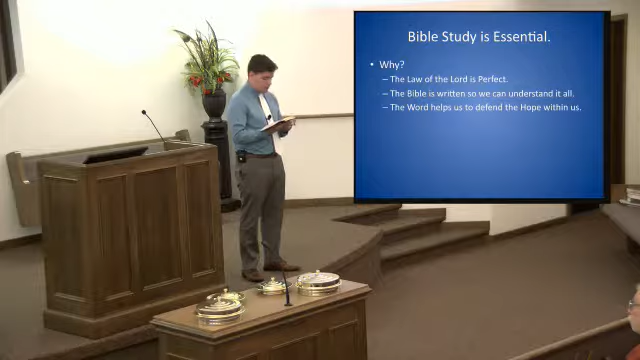 Bible Study is Essential.
• Why?
– The Law of the Lord is Perfect.
– The Bible is written so we can understand it all.
– The Word helps us to defend the Hope within us.